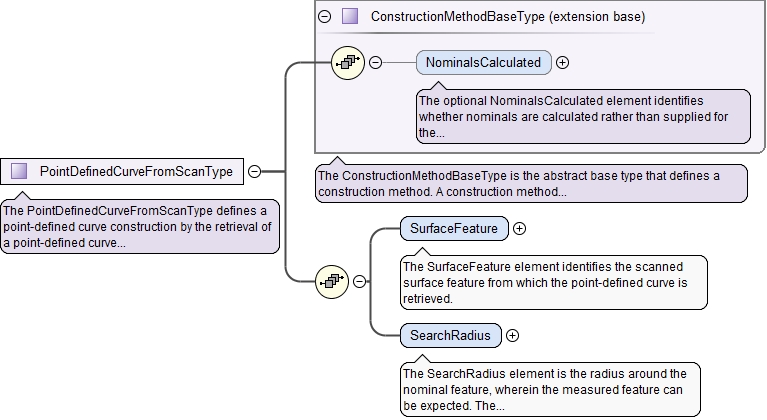 ConstructionMethodBaseType (extension base)
NominalsCalculated
The optional NominalsCalculated element identifies
whether nominals are calculated rather than supplied for
the...
PointDefinedCurveFromScanType
The ConstructionMethodBaseType is the abstract base type that defines a
construction method. A construction method...
The PointDefinedCurveFromScanType defines a
point-defined curve construction by the retrieval of
a point-defined curve...
SurfaceFeature
The SurfaceFeature element identifies the scanned
surface feature from which the point-defined curve is
retrieved.
SearchRadius
The SearchRadius element is the radius around the
nominal feature, wherein the measured feature can
be expected. The...